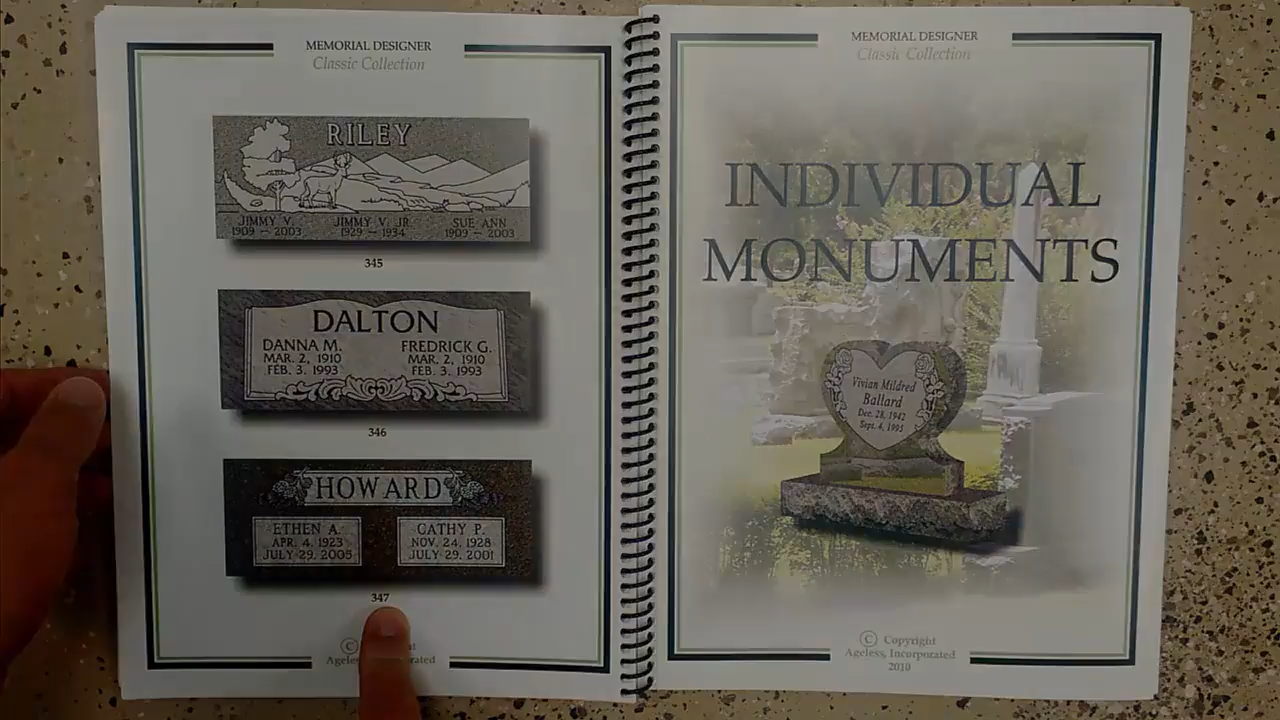 MEMORIAL DESIGNER
Classic Collection
RILEY
JIMMY V. JIMMY V. JR. SUE ANN
1909 – 2003 1929 – 1934 1909 – 2003
345
DALTON
DANNA M. FREDRICK G.
MAR. 2, 1910 MAR. 2, 1910
FEB. 3, 1993 FEB. 3, 1993
346
HOWARD
ETHEN A. CATHY P.
APR. 4, 1923 NOV. 24, 1928
JULY 29, 2005 JULY 29, 2001
347
©
MEMORIAL DESIGNER
Classic Collection
INDIVIDUAL
MONUMENTS
Vivian Mildred
Ballard
Dec. 28, 1942
Sept. 4, 1995
© Copyright
Ageless, Incorporated
2010